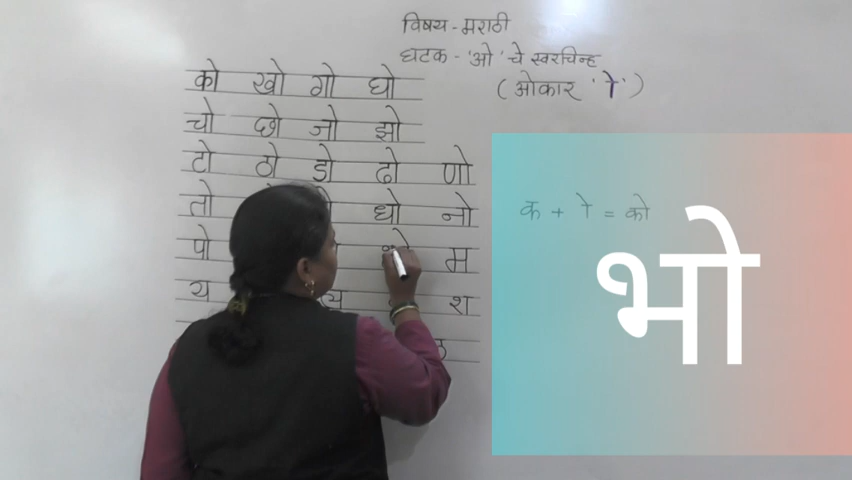 विषय - मराठी
घटक - 'ओ' चे स्वरचिन्ह
(ओकार 'ो')
को खो गो घो
चो छो जो झो
टो ठो डो ढो णो
तो धो नो
पो म
य श
क + ो = को
भो